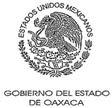 ESTADOS UNIDOS MEXICANOS
GOBIERNO DEL ESTADO
DE OAXACA